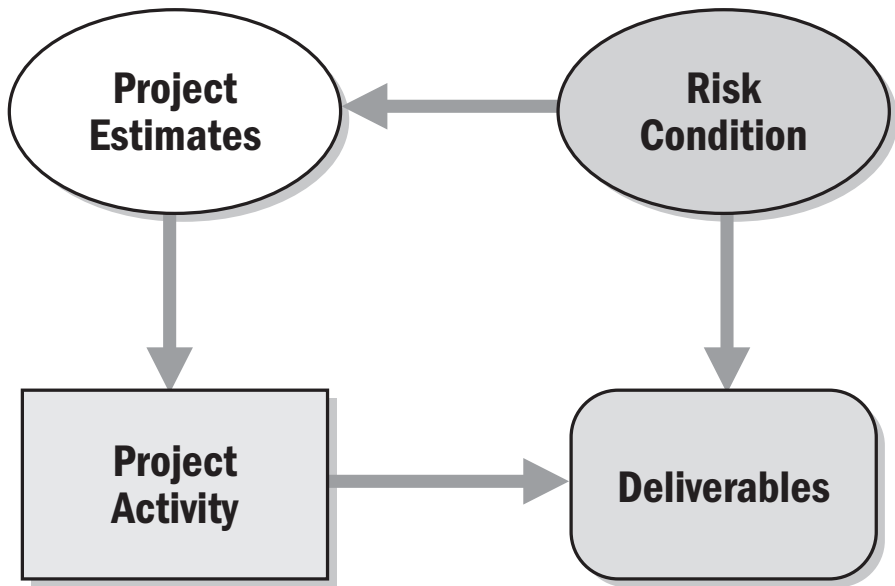 Project
Estimates
Risk
Condition
Project
Activity
Deliverables